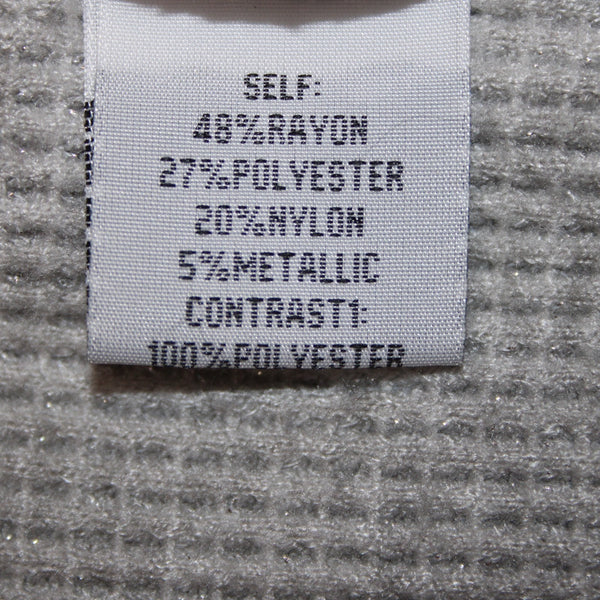 SELF:
48%RAYON
27%POLYESTER
20%NYLON
5%METALLIC
CONTRAST1:
100%POLYESTER